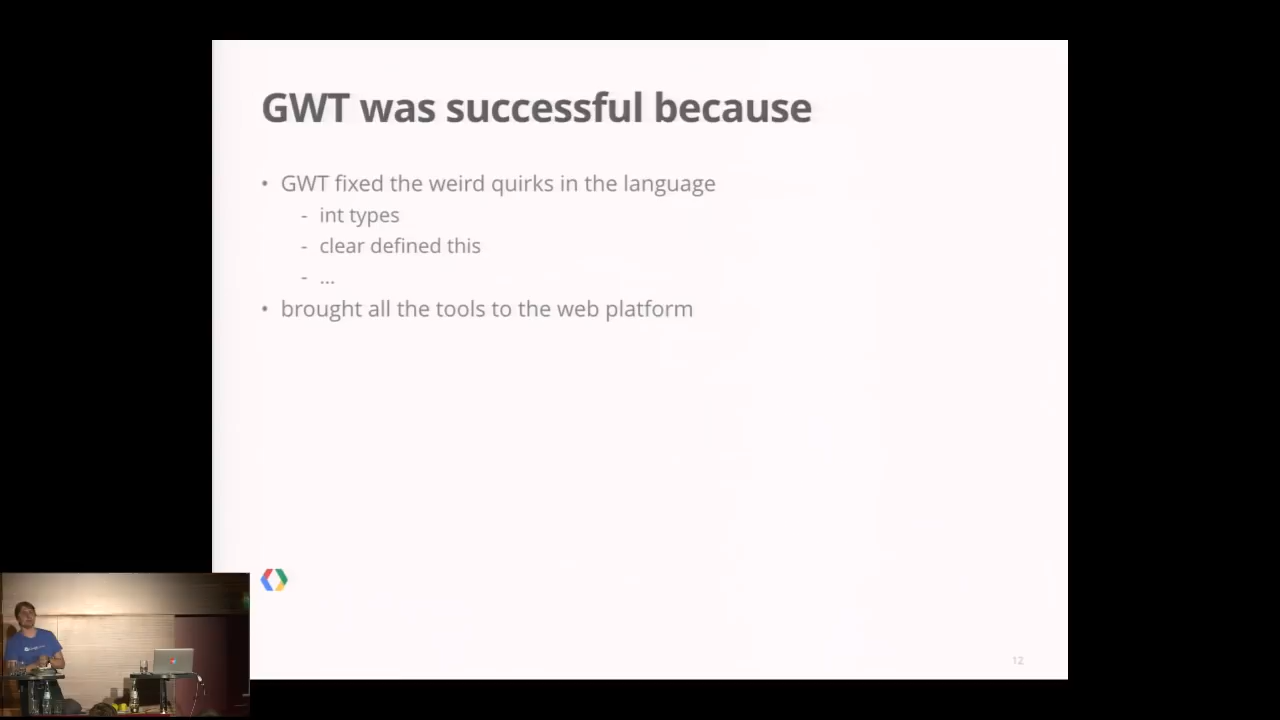 GWT was successful because
• GWT fixed the weird quirks in the language
- int types
- clear defined this
- ...
• brought all the tools to the web platform
12